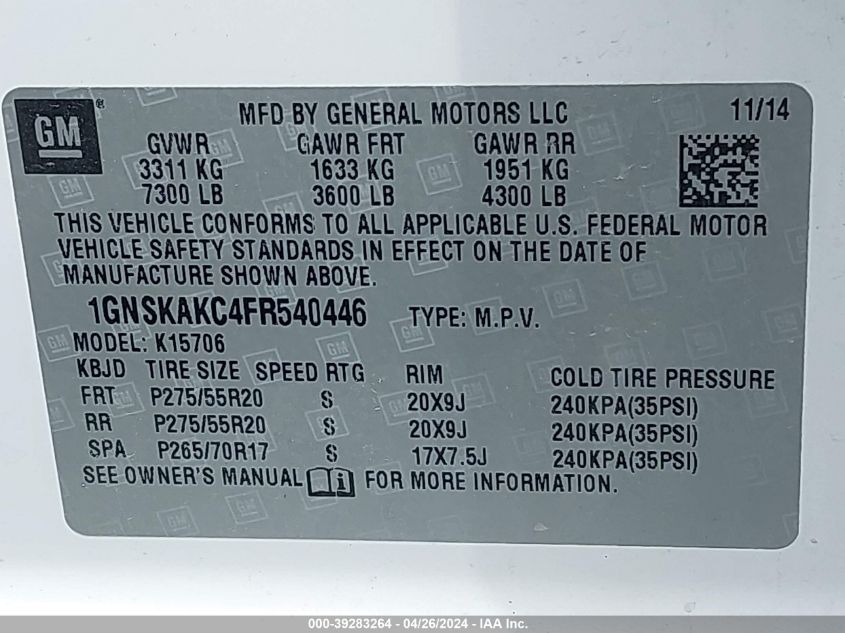 GM ® MFD BY GENERAL MOTORS LLC 11/14
GVWR GAWR FRT GAWR RR
3311 KG 1633 KG 1951 KG
7300 LB 3600 LB 4300 LB
THIS VEHICLE CONFORMS TO ALL APPLICABLE U.S. FEDERAL MOTOR
VEHICLE SAFETY STANDARDS IN EFFECT ON THE DATE OF
MANUFACTURE SHOWN ABOVE.
1GNSKAKC4FR540446 TYPE: M.P.V.
MODEL: K15706
KBJD TIRE SIZE SPEED RTG RIM COLD TIRE PRESSURE
FRT P275/55R20 S 20X9J 240KPA(35PSI)
RR P275/55R20 S 20X9J 240KPA(35PSI)
SPA P265/70R17 S 17X7.5J 240KPA(35PSI)
SEE OWNER'S MANUAL FOR MORE INFORMATION.
000-39283264 - 04/26/2024 - IAA Inc.